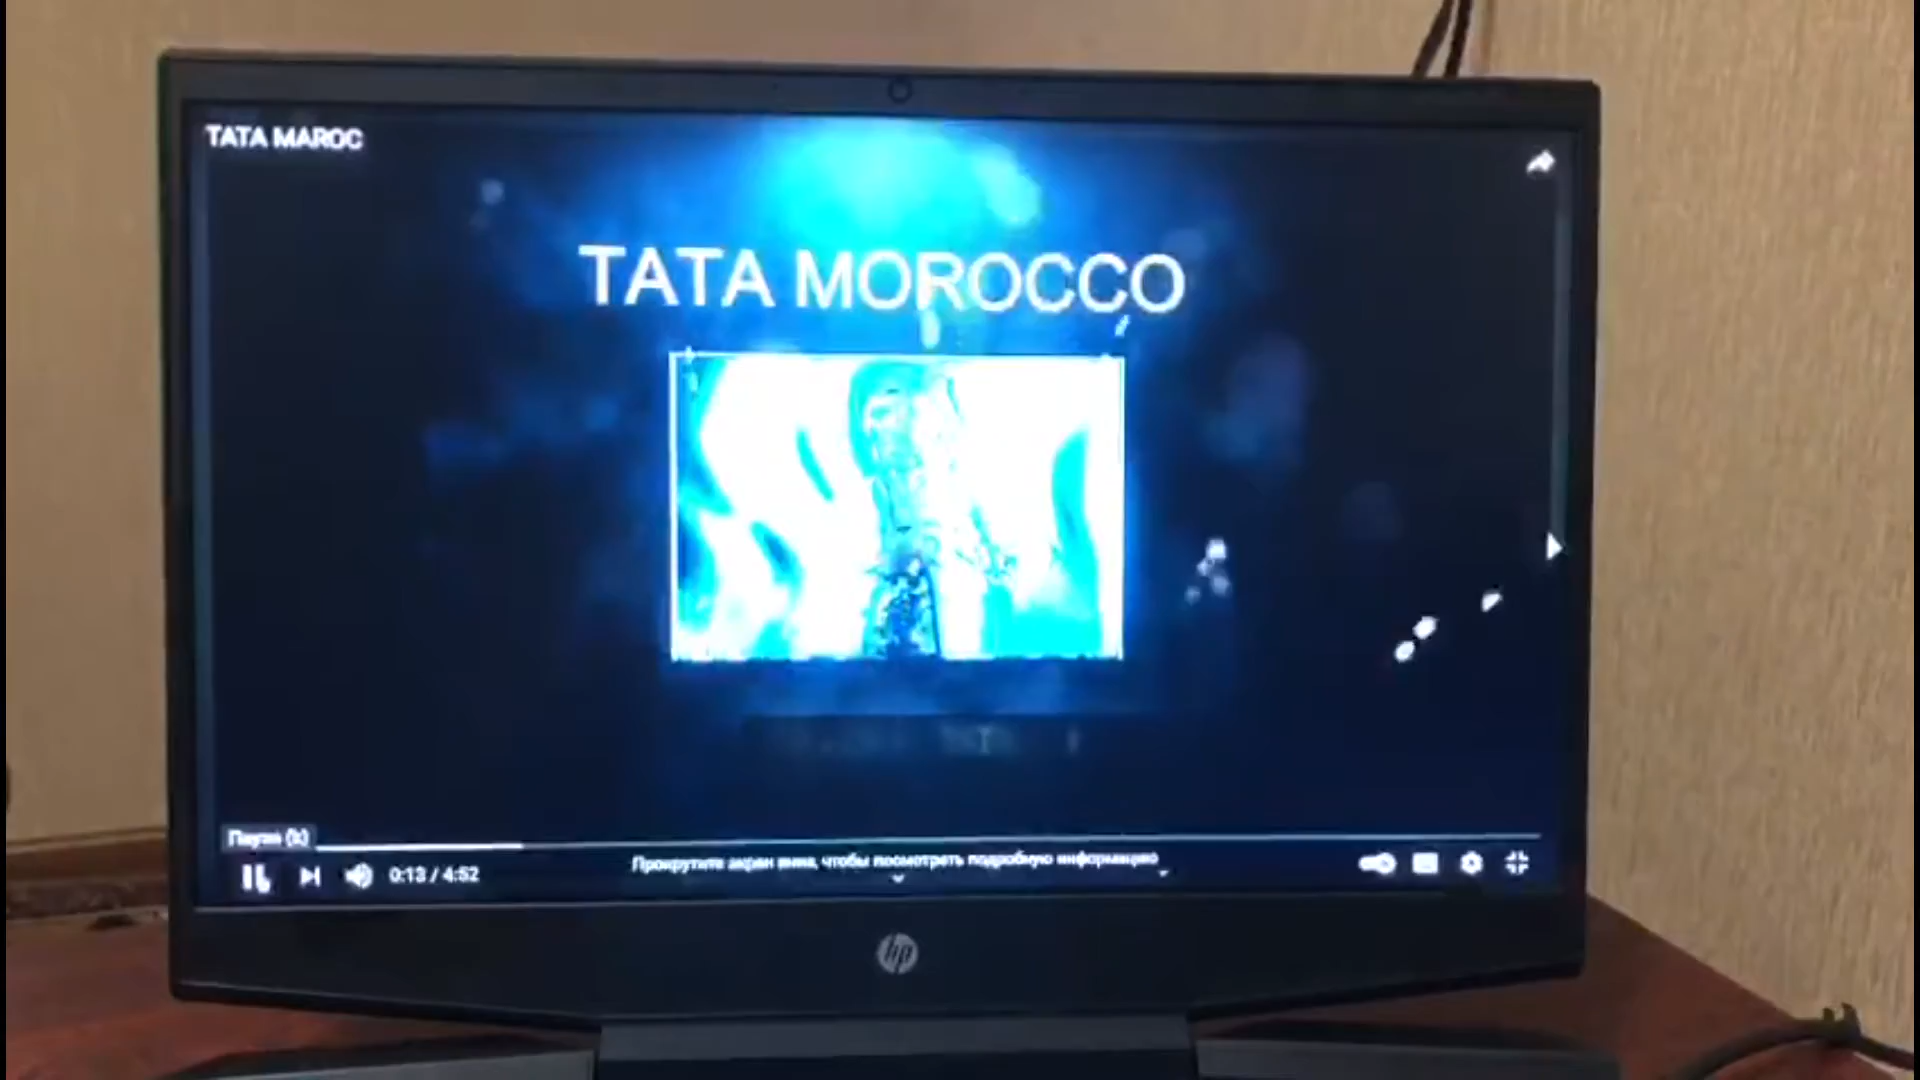 TATA MAROC
TATA MOROCCO
Пауза (k)
0:13 / 4:52
Прокрутите экран вниз, чтобы посмотреть подробную информацию
hp